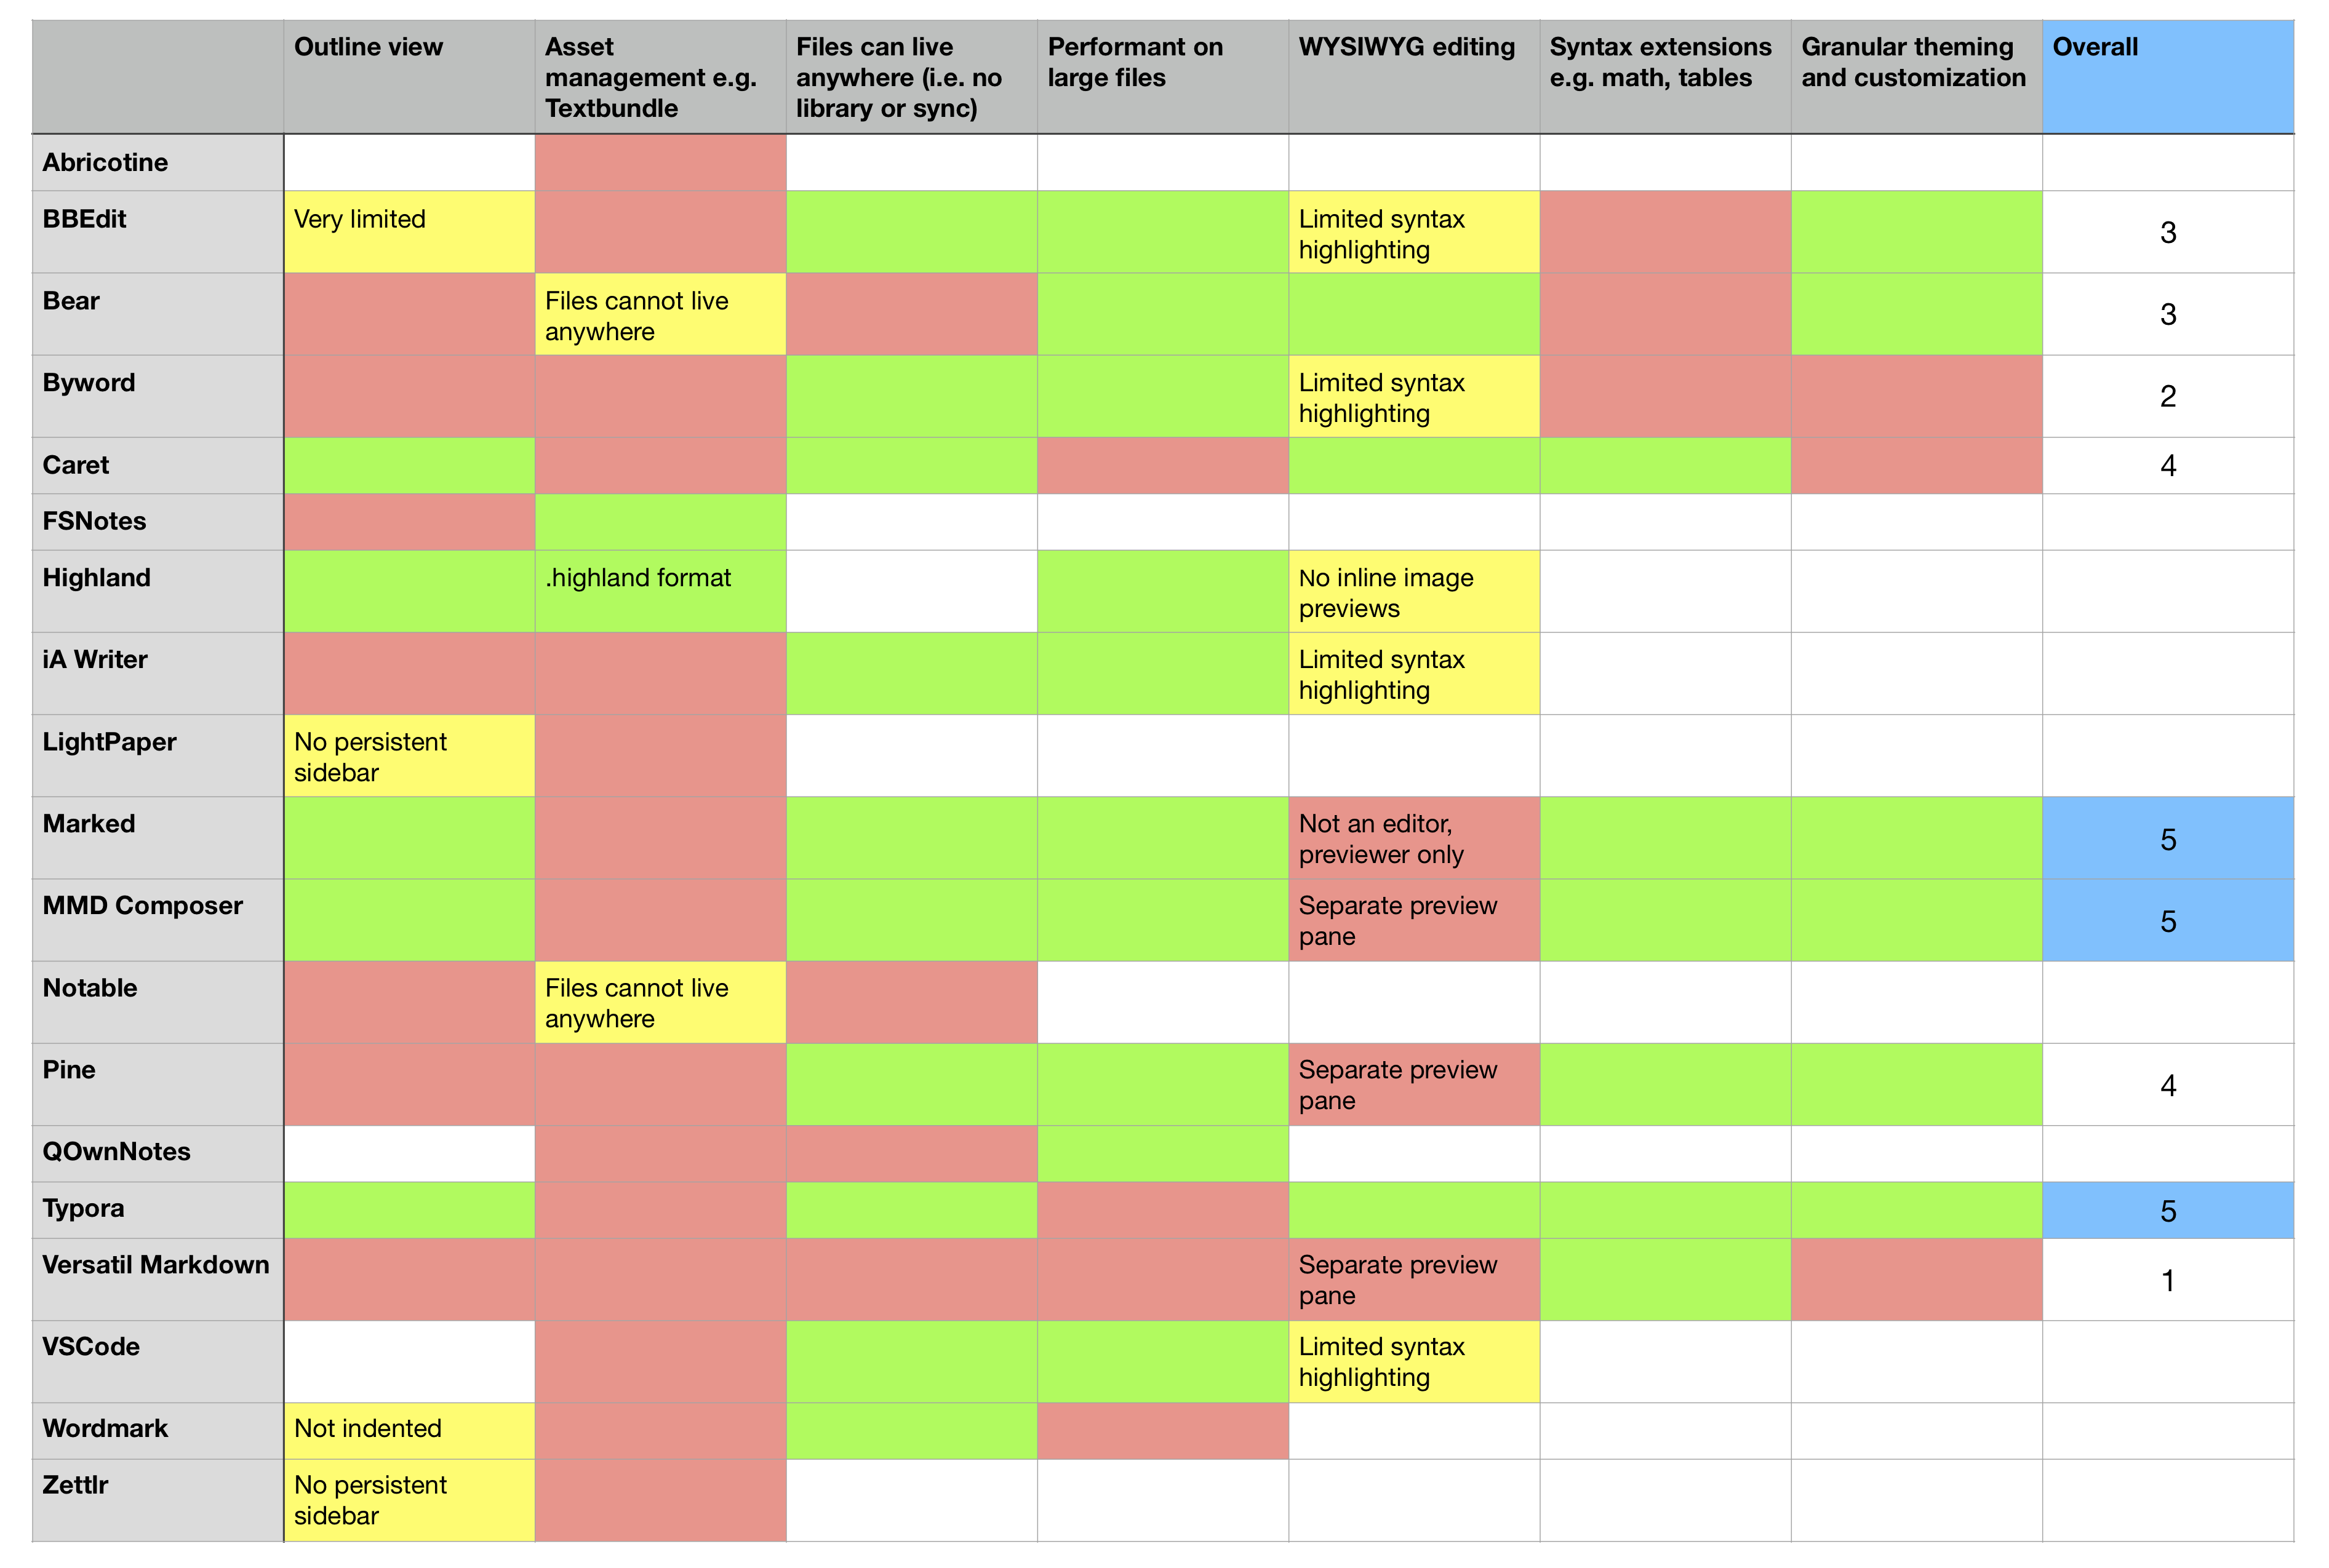 Outline view
Asset
management e.g.
Textbundle
Files can live
anywhere (i.e. no
library or sync)
Performant on
large files
WYSIWYG editing
Syntax extensions
e.g. math, tables
Granular theming
and customization
Overall
Abricotine
BBEdit
Very limited
Limited syntax
highlighting
3
Bear
Files cannot live
anywhere
3
Byword
Limited syntax
highlighting
2
Caret
4
FSNotes
Highland
.highland format
No inline image
previews
iA Writer
Limited syntax
highlighting
LightPaper
No persistent
sidebar
Marked
Not an editor,
previewer only
5
MMD Composer
Separate preview
pane
5
Notable
Files cannot live
anywhere
Pine
Separate preview
pane
4
QOwnNotes
Typora
5
Versatil Markdown
Separate preview
pane
1
VSCode
Limited syntax
highlighting
Wordmark
Not indented
Zettlr
No persistent
sidebar